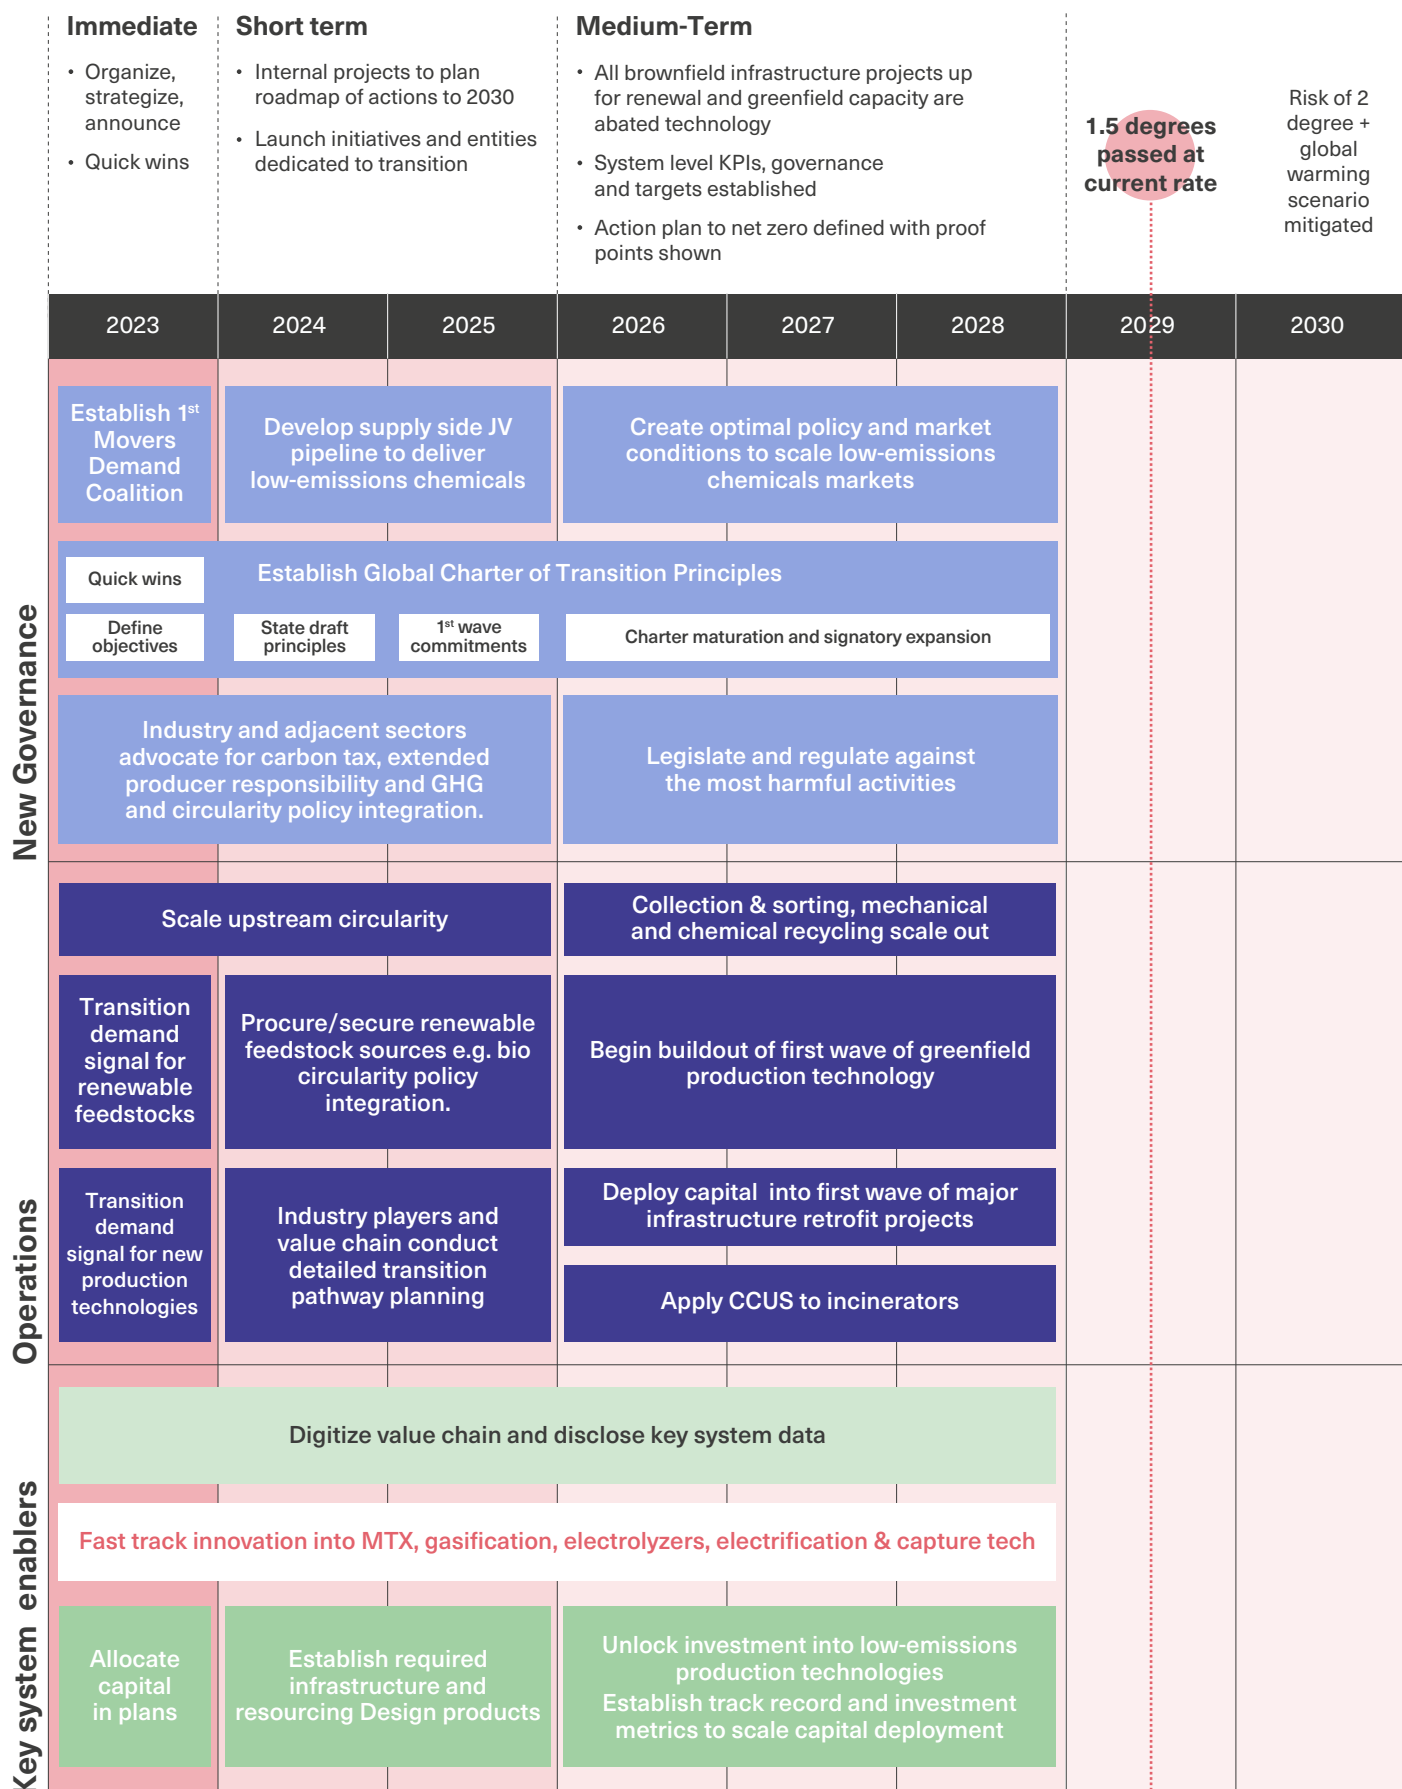 Immediate
• Organize,
strategize,
announce
• Quick wins
Short term
• Internal projects to plan
roadmap of actions to 2030
• Launch initiatives and entities
dedicated to transition
Medium-Term
• All brownfield infrastructure projects up
for renewal and greenfield capacity are
abated technology
• System level KPIs, governance
and targets established
• Action plan to net zero defined with proof
points shown
1.5 degrees
passed at
current rate
Risk of 2
degree +
global
warming
scenario
mitigated
2023
2024
2025
2026
2027
2028
2029
2030
New Governance
Establish 1st
Movers
Demand
Coalition
Develop supply side JV
pipeline to deliver
low-emissions chemicals
Create optimal policy and market
conditions to scale low-emissions
chemicals markets
Establish Global Charter of Transition Principles
Quick wins
Define
objectives
State draft
principles
1st wave
commitments
Charter maturation and signatory expansion
Industry and adjacent sectors
advocate for carbon tax, extended
producer responsibility and GHG
and circularity policy integration.
Legislate and regulate against
the most harmful activities
Operations
Scale upstream circularity
Collection & sorting, mechanical
and chemical recycling scale out
Transition
demand
signal for
renewable
feedstocks
Procure/secure renewable
feedstock sources e.g. bio
circularity policy
integration.
Begin buildout of first wave of greenfield
production technology
Transition
demand
signal for new
production
technologies
Industry players and
value chain conduct
detailed transition
pathway planning
Deploy capital into first wave of major
infrastructure retrofit projects
Apply CCUS to incinerators
Key system enablers
Digitize value chain and disclose key system data
Fast track innovation into MTX, gasification, electrolyzers, electrification & capture tech
Allocate
capital
in plans
Establish required
infrastructure and
resourcing Design products
Unlock investment into low-emissions
production technologies
Establish track record and investment
metrics to scale capital deployment